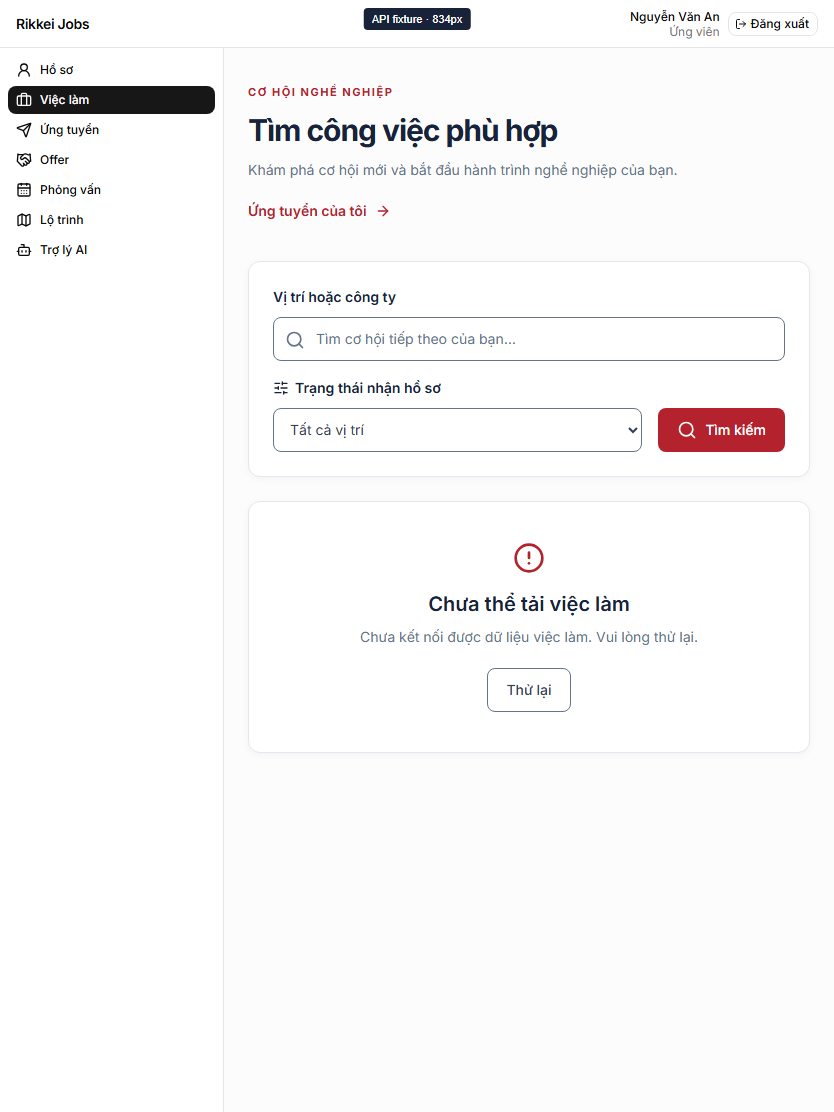 Rikkei Jobs
API fixture · 834px
Nguyễn Văn An
Ứng viên
Đăng xuất
Hồ sơ
Việc làm
Ứng tuyển
Offer
Phỏng vấn
Lộ trình
Trợ lý AI
CƠ HỘI NGHỀ NGHIỆP
Tìm công việc phù hợp
Khám phá cơ hội mới và bắt đầu hành trình nghề nghiệp của bạn.
Ứng tuyển của tôi
Vị trí hoặc công ty
Tìm cơ hội tiếp theo của bạn...
Trạng thái nhận hồ sơ
Tất cả vị trí
Tìm kiếm
Chưa thể tải việc làm
Chưa kết nối được dữ liệu việc làm. Vui lòng thử lại.
Thử lại